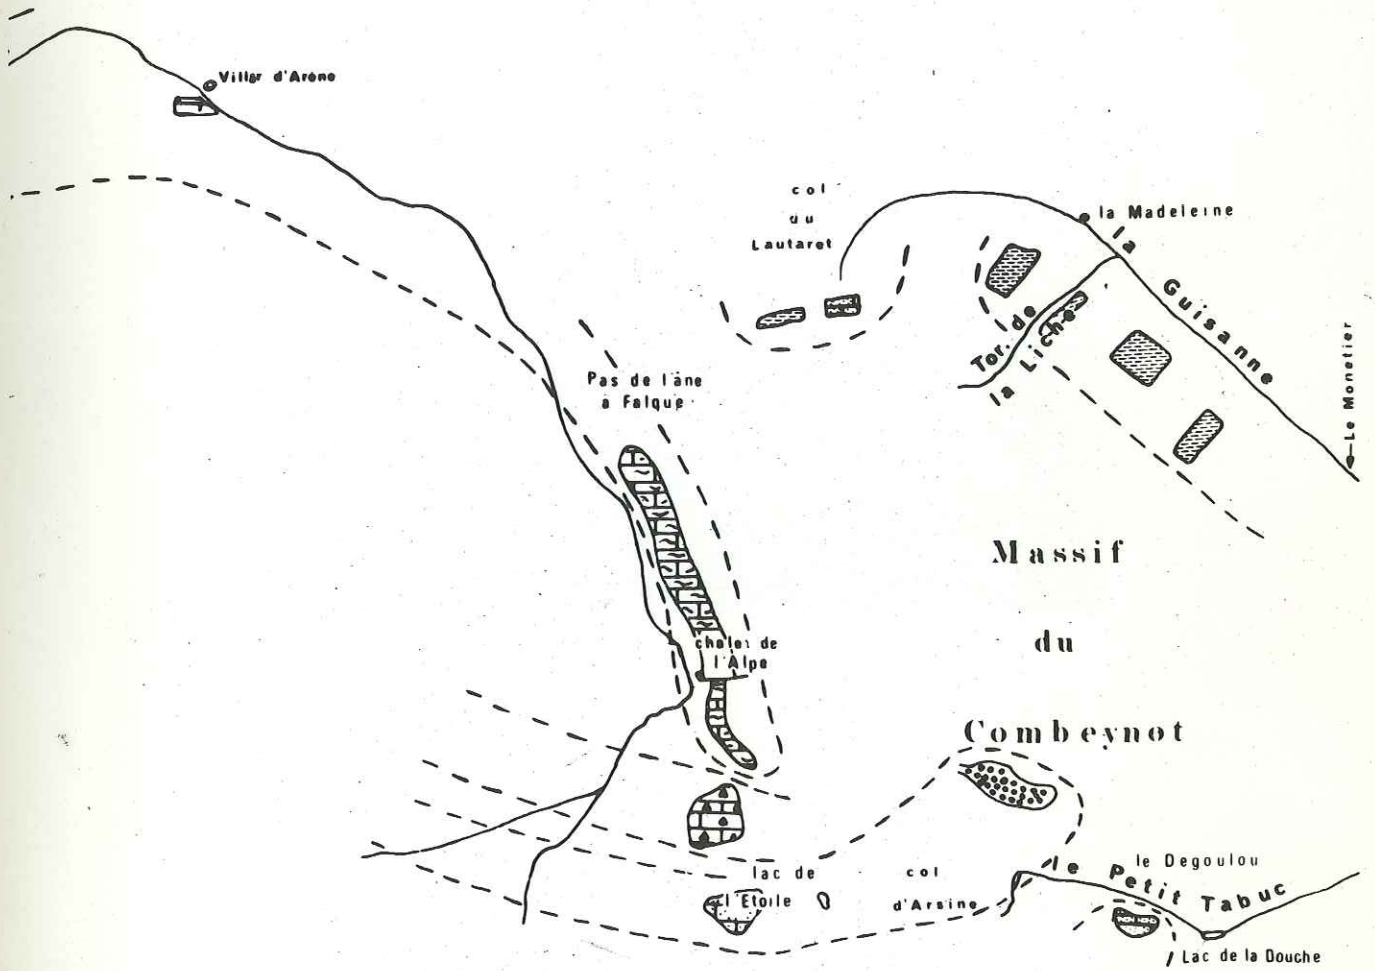 Villar d'Arène
col
du
Lautaret
la Madeleine
la Guisanne
Tor. de
la Liche
Le Monetier
Pas de l'ane
a Falque
Massif
du
Combeynot
chalet de
l'Alpe
lac de
l'Etoile
col
d'Arsine
le Degoulou
le Petit Tabuc
Lac de la Douche